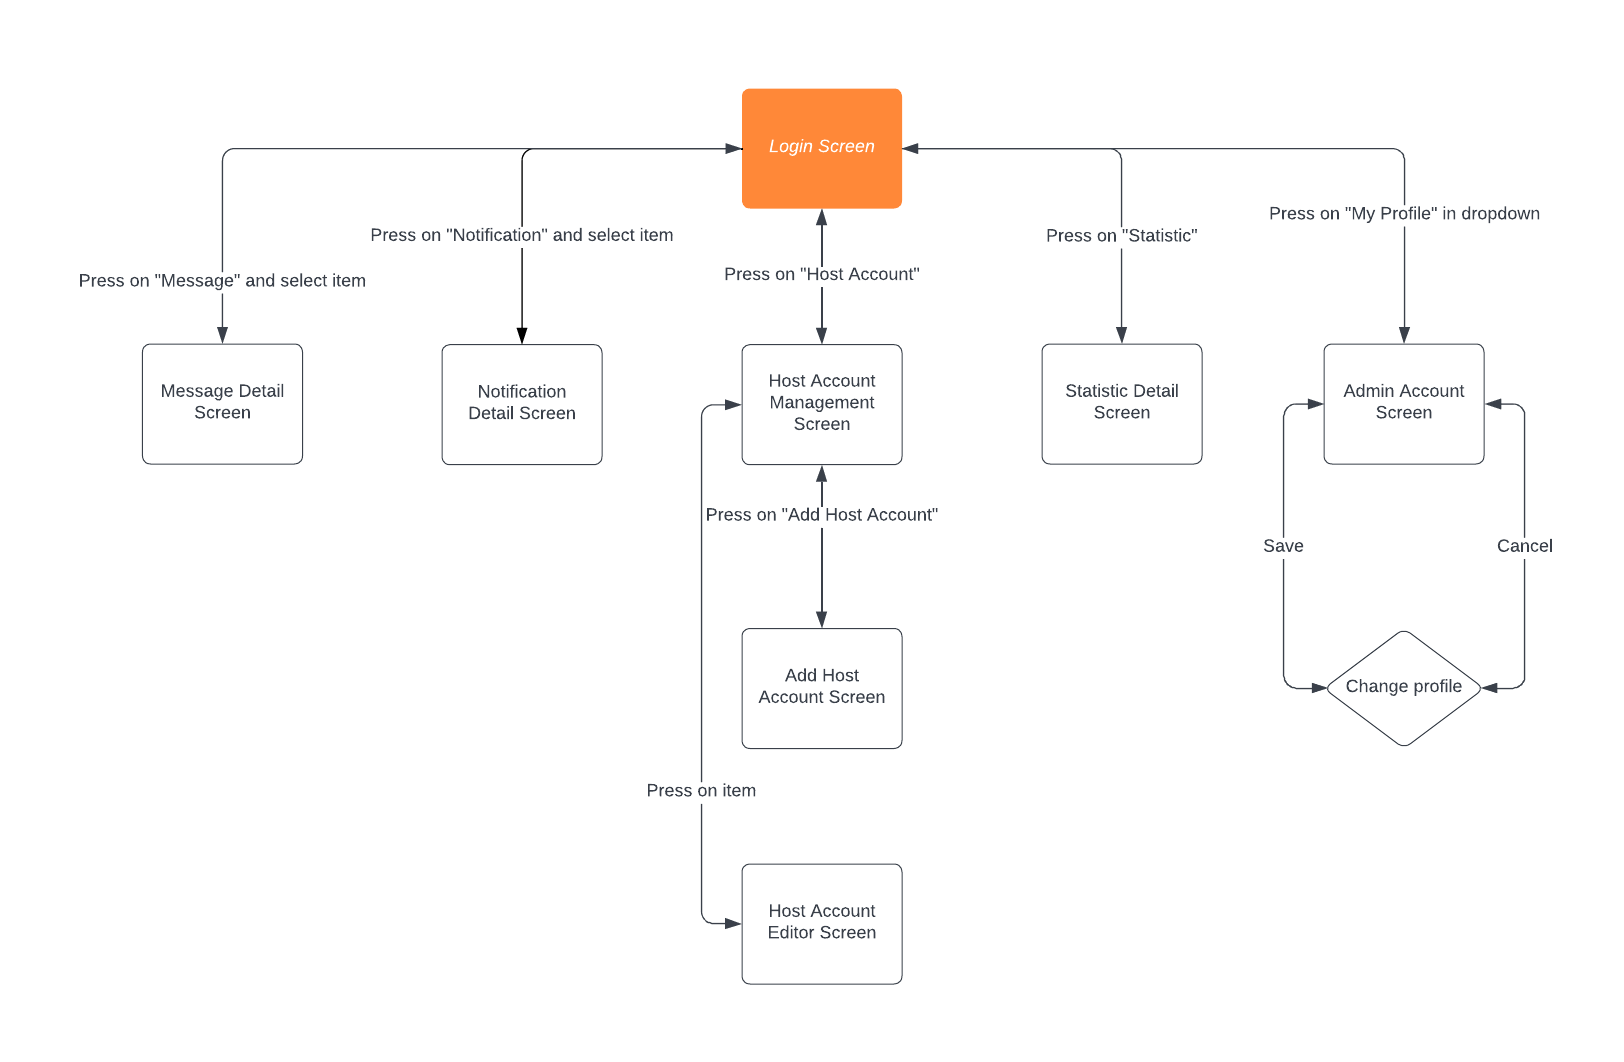 Login Screen
Press on "My Profile" in dropdown
Press on "Notification" and select item
Press on "Statistic"
Press on "Host Account"
Press on "Message" and select item
Message Detail
Screen
Notification
Detail Screen
Host Account
Management
Screen
Statistic Detail
Screen
Admin Account
Screen
Press on "Add Host Account"
Save
Cancel
Add Host
Account Screen
Change profile
Press on item
Host Account
Editor Screen